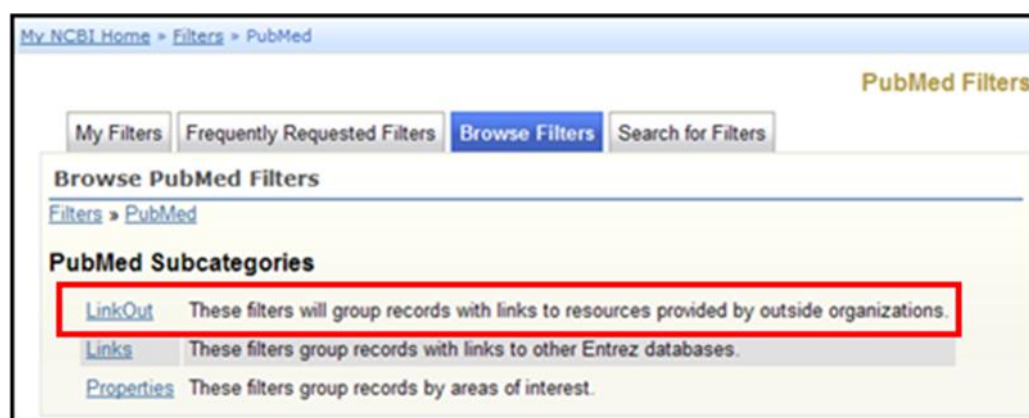 My NCBI Home » Filters » PubMed
PubMed Filters
My Filters Frequently Requested Filters Browse Filters Search for Filters
Browse PubMed Filters
Filters » PubMed
PubMed Subcategories
LinkOut These filters will group records with links to resources provided by outside organizations.
Links These filters group records with links to other Entrez databases.
Properties These filters group records by areas of interest.